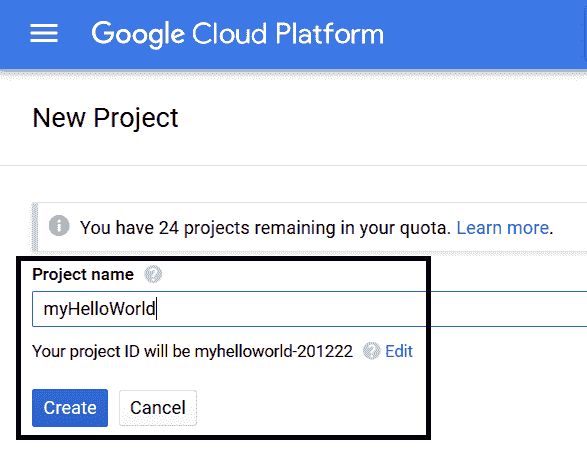 Google Cloud Platform
New Project
You have 24 projects remaining in your quota. Learn more.
Project name
myHelloWorld
Your project ID will be myhelloworld-201222 Edit
Create Cancel